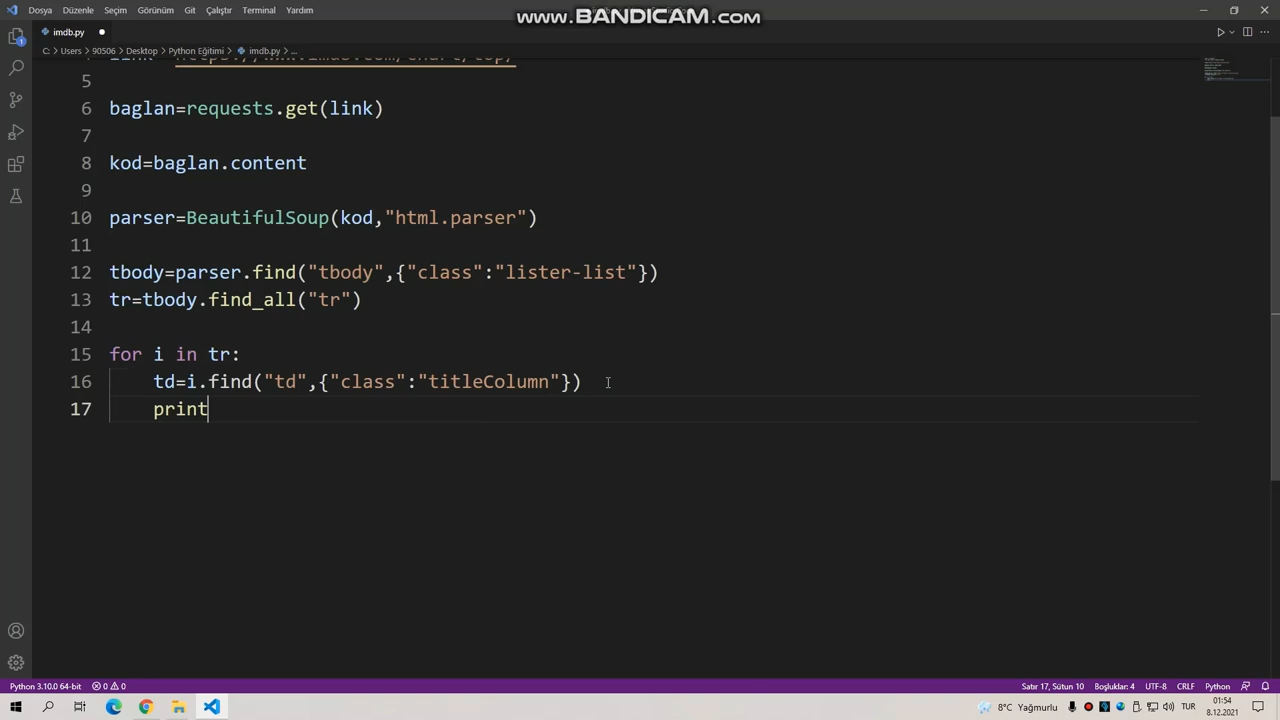 Dosya Düzenle Seçim Görünüm Git Çalıştır Terminal Yardım
www.BANDICAM.com
imdb.py
C: > Users > 90506 > Desktop > Python Eğitimi > imdb.py > ...
5
6 baglan=requests.get(link)
7
8 kod=baglan.content
9
10 parser=BeautifulSoup(kod,"html.parser")
11
12 tbody=parser.find("tbody",{"class":"lister-list"})
13 tr=tbody.find_all("tr")
14
15 for i in tr:
16 td=i.find("td",{"class":"titleColumn"})
17 print
Python 3.10.0 64-bit 0 0 Satır 17, Sütun 10 Boşluklar: 4 UTF-8 CRLF Python
8°C Yağmurlu TUR 01:54
8.12.2021